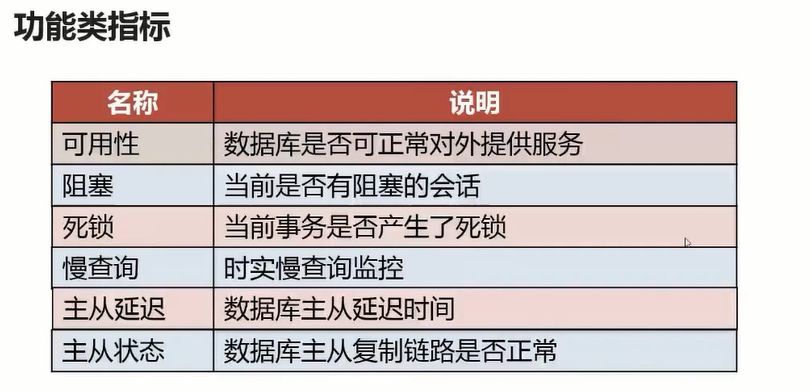 功能类指标
名称 说明
可用性 数据库是否可正常对外提供服务
阻塞 当前是否有阻塞的会话
死锁 当前事务是否产生了死锁
慢查询 时实慢查询监控
主从延迟 数据库主从延迟时间
主从状态 数据库主从复制链路是否正常